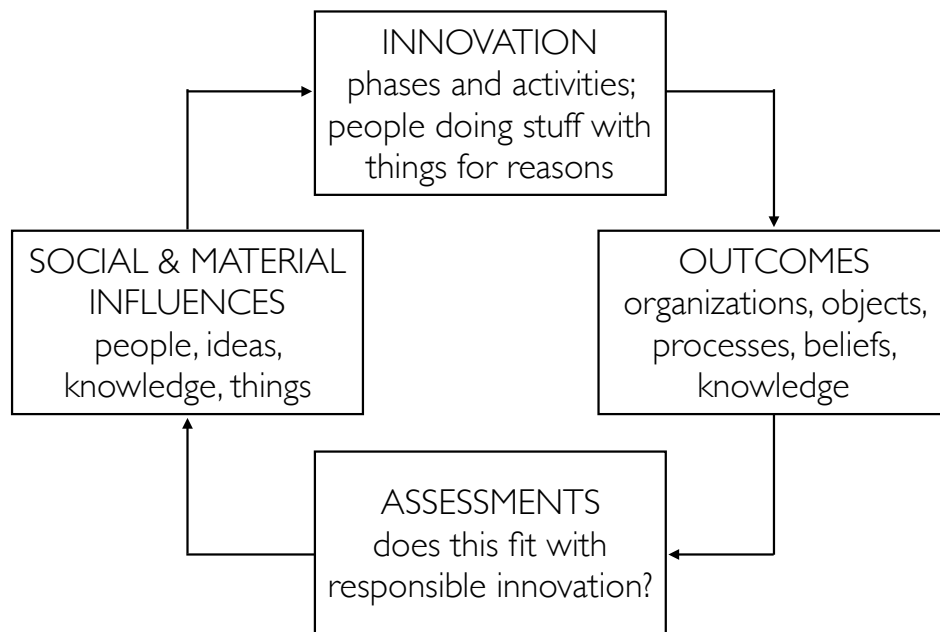 INNOVATION
phases and activities;
people doing stuff with
things for reasons
SOCIAL & MATERIAL
INFLUENCES
people, ideas,
knowledge, things
OUTCOMES
organizations, objects,
processes, beliefs,
knowledge
ASSESSMENTS
does this fit with
responsible innovation?